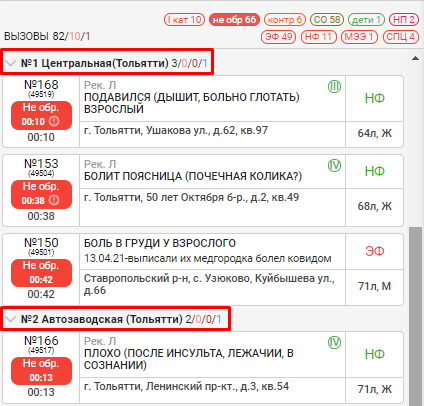 I кат 10 не обр 66 контр 6 СО 58 дети 1 НП 2
ВЫЗОВЫ 82/10/1 ЭФ 49 НФ 11 МЭЭ 1 СПЦ 4
№1 Центральная(Тольятти) 3/0/0/1
№168 Рек. Л III
(49519) ПОДАВИЛСЯ (ДЫШИТ, БОЛЬНО ГЛОТАТЬ) НФ
Не обр. ВЗРОСЛЫЙ
00:10
00:10 г. Тольятти, Ушакова ул., д.62, кв.97 64л, Ж
№153 Рек. Л IV
(49504) БОЛИТ ПОЯСНИЦА (ПОЧЕЧНАЯ КОЛИКА?) НФ
Не обр.
00:38 г. Тольятти, 50 лет Октября б-р., д.2, кв.49 68л, Ж
00:38
№150 БОЛЬ В ГРУДИ У ВЗРОСЛОГО ЭФ
(49501) 13.04.21-выписали их медгородка болел ковидом
Не обр.
00:42 Ставропольский р-н, с. Узюково, Куйбышева ул., 71л, М
00:42 д.66
№2 Автозаводская (Тольятти) 2/0/0/1
№166 Рек. Л IV
(49517) ПЛОХО (ПОСЛЕ ИНСУЛЬТА, ЛЕЖАЧИИ, В НФ
Не обр. СОЗНАНИИ)
00:13
00:13 г. Тольятти, Ленинский пр-кт., д.3, кв.54 71л, Ж